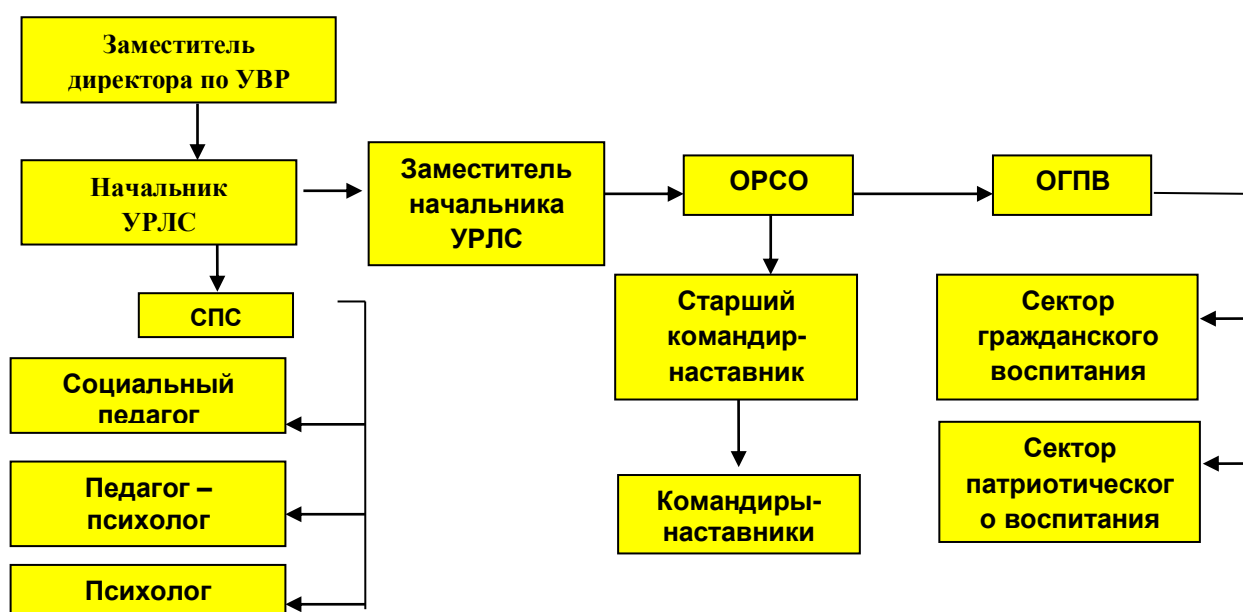 Заместитель
директора по УВР
Начальник
УРЛС
Заместитель
начальника
УРЛС
ОРСО
ОГПВ
СПС
Социальный
педагог
Педагог –
психолог
Психолог
Старший
командир-
наставник
Командиры-
наставники
Сектор
гражданского
воспитания
Сектор
патриотическог
о воспитания